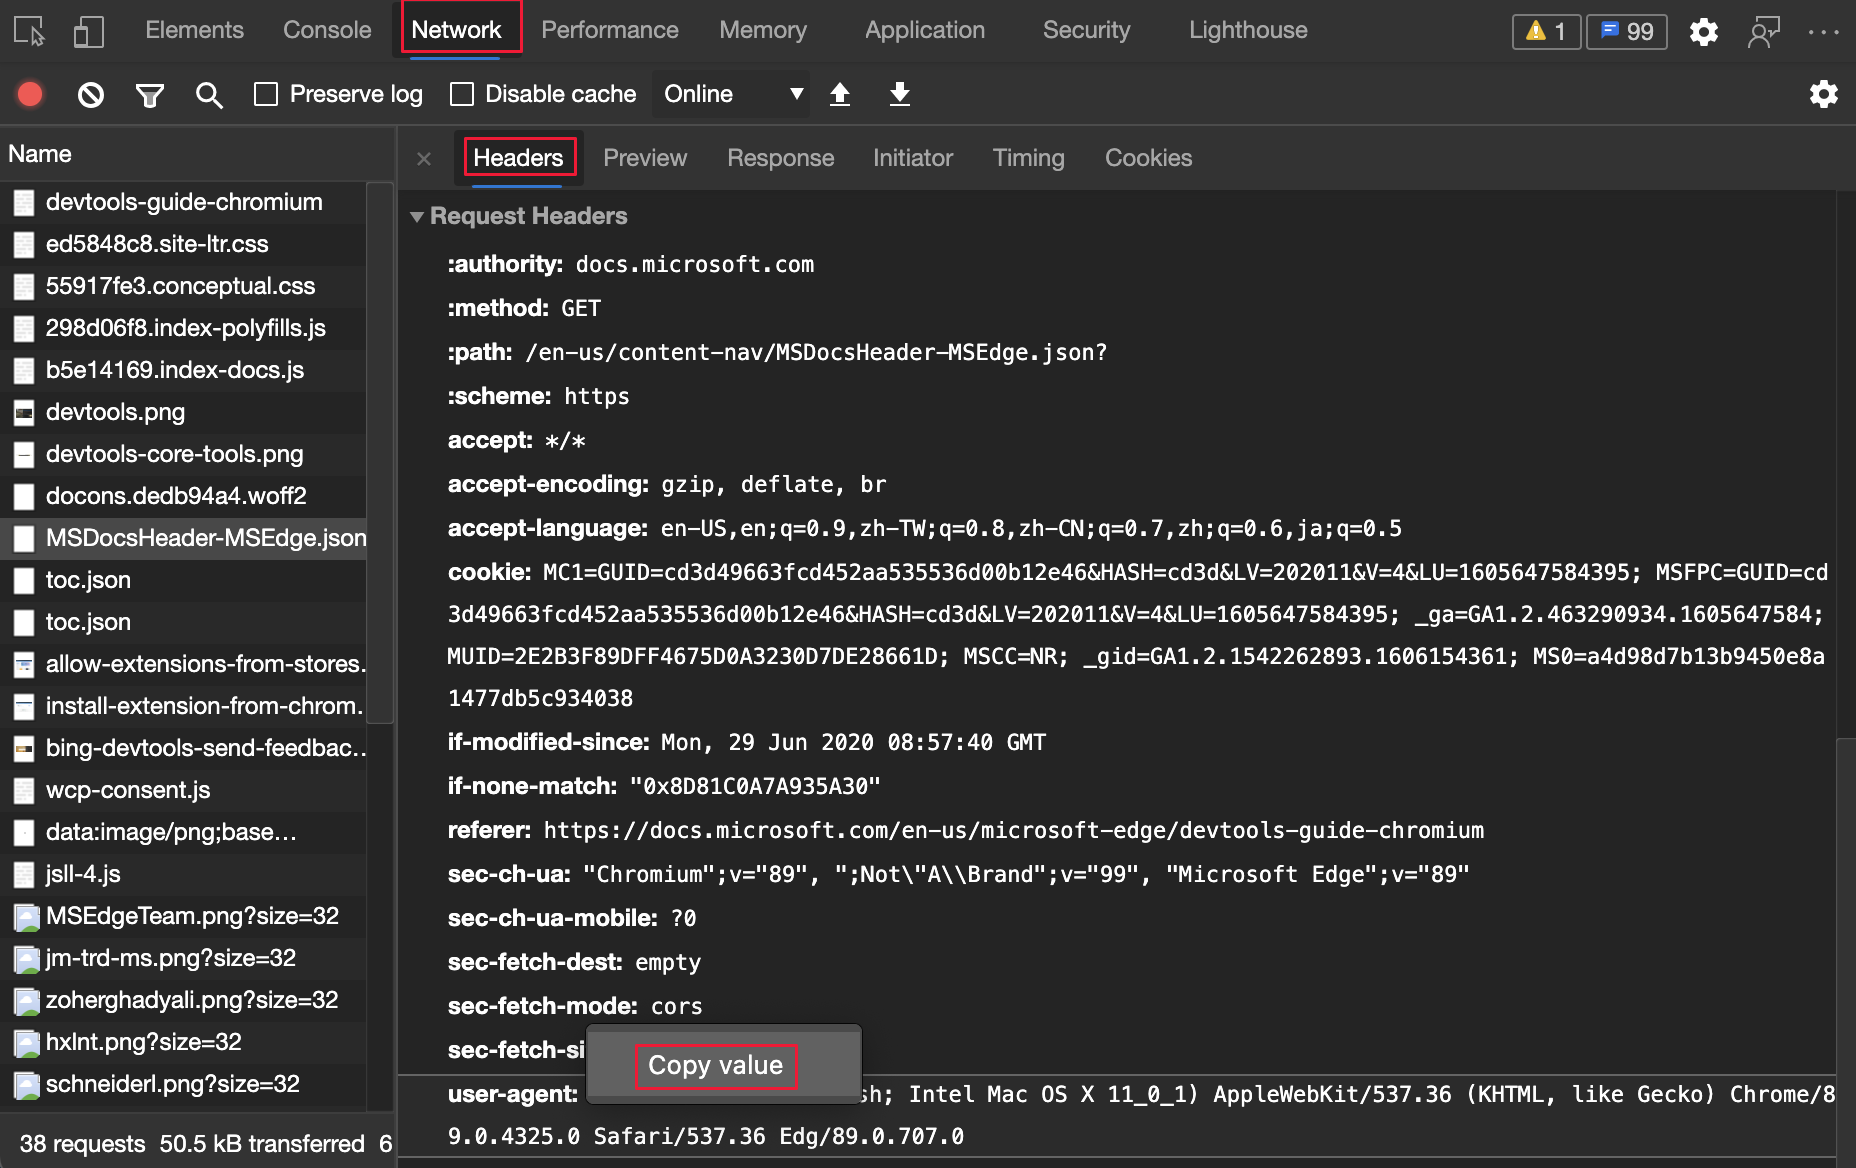 Elements Console Network Performance Memory Application Security Lighthouse 1 99
Preserve log Disable cache Online
Name
Headers Preview Response Initiator Timing Cookies
devtools-guide-chromium
ed5848c8.site-ltr.css
55917fe3.conceptual.css
298d06f8.index-polyfills.js
b5e14169.index-docs.js
devtools.png
devtools-core-tools.png
docons.dedb94a4.woff2
MSDocsHeader-MSEdge.json
toc.json
toc.json
allow-extensions-from-stores.
install-extension-from-chrom.
bing-devtools-send-feedbac..
wcp-consent.js
data:image/png;base…
jsll-4.js
MSEdgeTeam.png?size=32
jm-trd-ms.png?size=32
zoherghadyali.png?size=32
hxlnt.png?size=32
schneiderl.png?size=32
38 requests 50.5 kB transferred 6
Request Headers
:authority: docs.microsoft.com
:method: GET
:path: /en-us/content-nav/MSDocsHeader-MSEdge.json?
:scheme: https
accept: */*
accept-encoding: gzip, deflate, br
accept-language: en-US,en;q=0.9,zh-TW;q=0.8,zh-CN;q=0.7,zh;q=0.6,ja;q=0.5
cookie: MC1=GUID=cd3d49663fcd452aa535536d00b12e46&HASH=cd3d&LV=202011&V=4&LU=1605647584395; MSFPC=GUID=cd
3d49663fcd452aa535536d00b12e46&HASH=cd3d&LV=202011&V=4&LU=1605647584395; _ga=GA1.2.463290934.1605647584;
MUID=2E2B3F89DFF4675D0A3230D7DE28661D; MSCC=NR; _gid=GA1.2.1542262893.1606154361; MS0=a4d98d7b13b9450e8a
1477db5c934038
if-modified-since: Mon, 29 Jun 2020 08:57:40 GMT
if-none-match: "0x8D81C0A7A935A30"
referer: https://docs.microsoft.com/en-us/microsoft-edge/devtools-guide-chromium
sec-ch-ua: "Chromium";v="89", ";Not\"A\\Brand";v="99", "Microsoft Edge";v="89"
sec-ch-ua-mobile: ?0
sec-fetch-dest: empty
sec-fetch-mode: cors
sec-fetch-si
Copy value
user-agent: sh; Intel Mac OS X 11_0_1) AppleWebKit/537.36 (KHTML, like Gecko) Chrome/8
9.0.4325.0 Safari/537.36 Edg/89.0.707.0